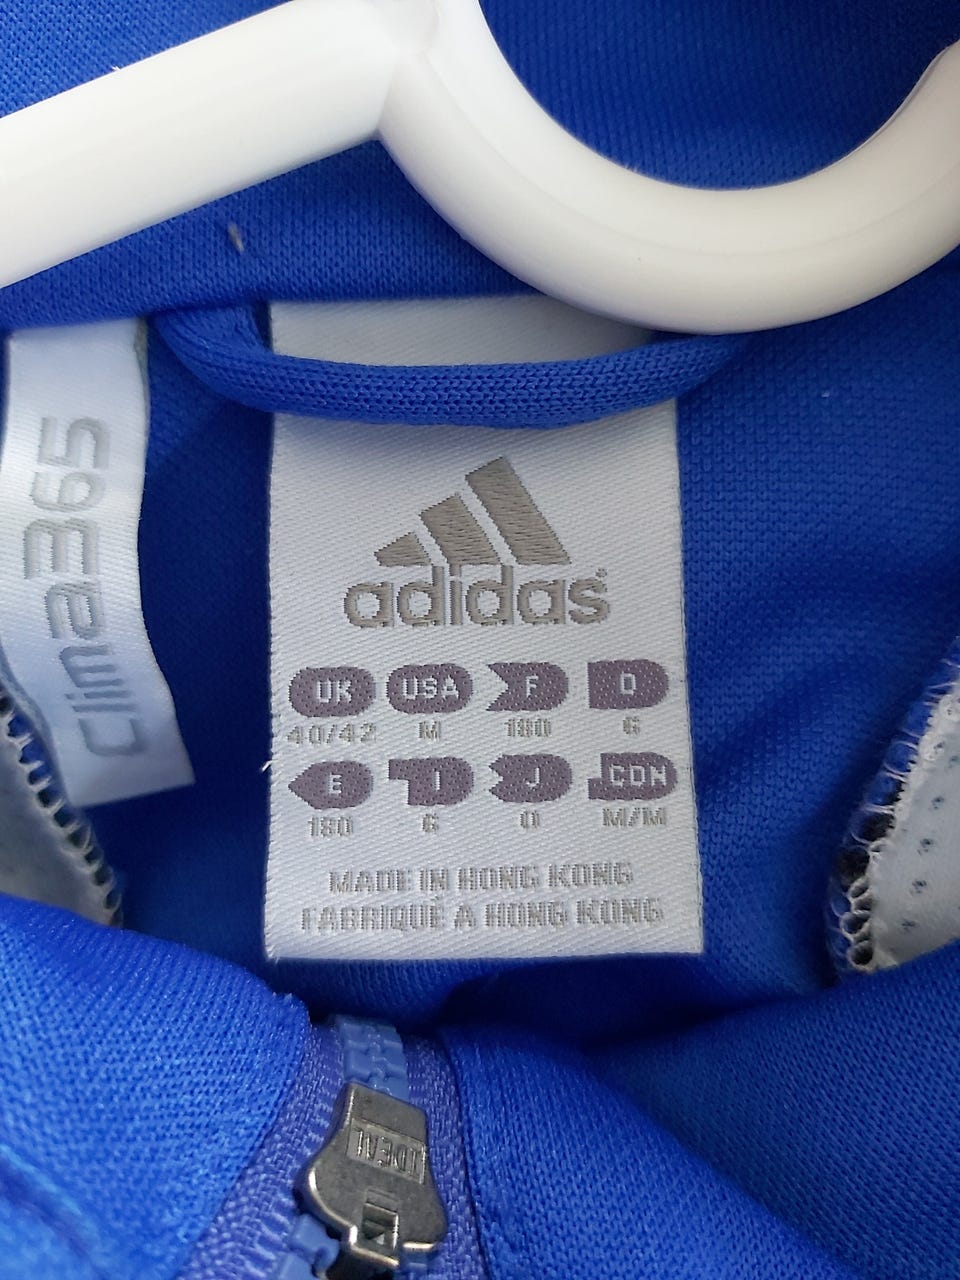 clima365
adidas®
UK USA F D
40/42 M 180 6
E I J CDN
180 6 O M/M
MADE IN HONG KONG
FABRIQUÉ A HONG KONG
IDEAL